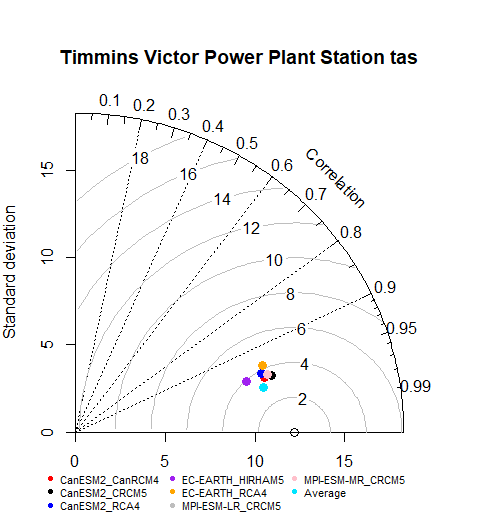 Timmins Victor Power Plant Station tas
0.1 0.2 0.3 0.4 0.5 0.6 0.7 0.8 0.9 0.95 0.99
Correlation
Standard deviation
15
10
5
0
18 16 14 12 10 8 6 4 2
0 5 10 15
CanESM2_CanRCM4 EC-EARTH_HIRHAM5 MPI-ESM-MR_CRCM5
CanESM2_CRCM5 EC-EARTH_RCA4 Average
CanESM2_RCA4 MPI-ESM-LR_CRCM5